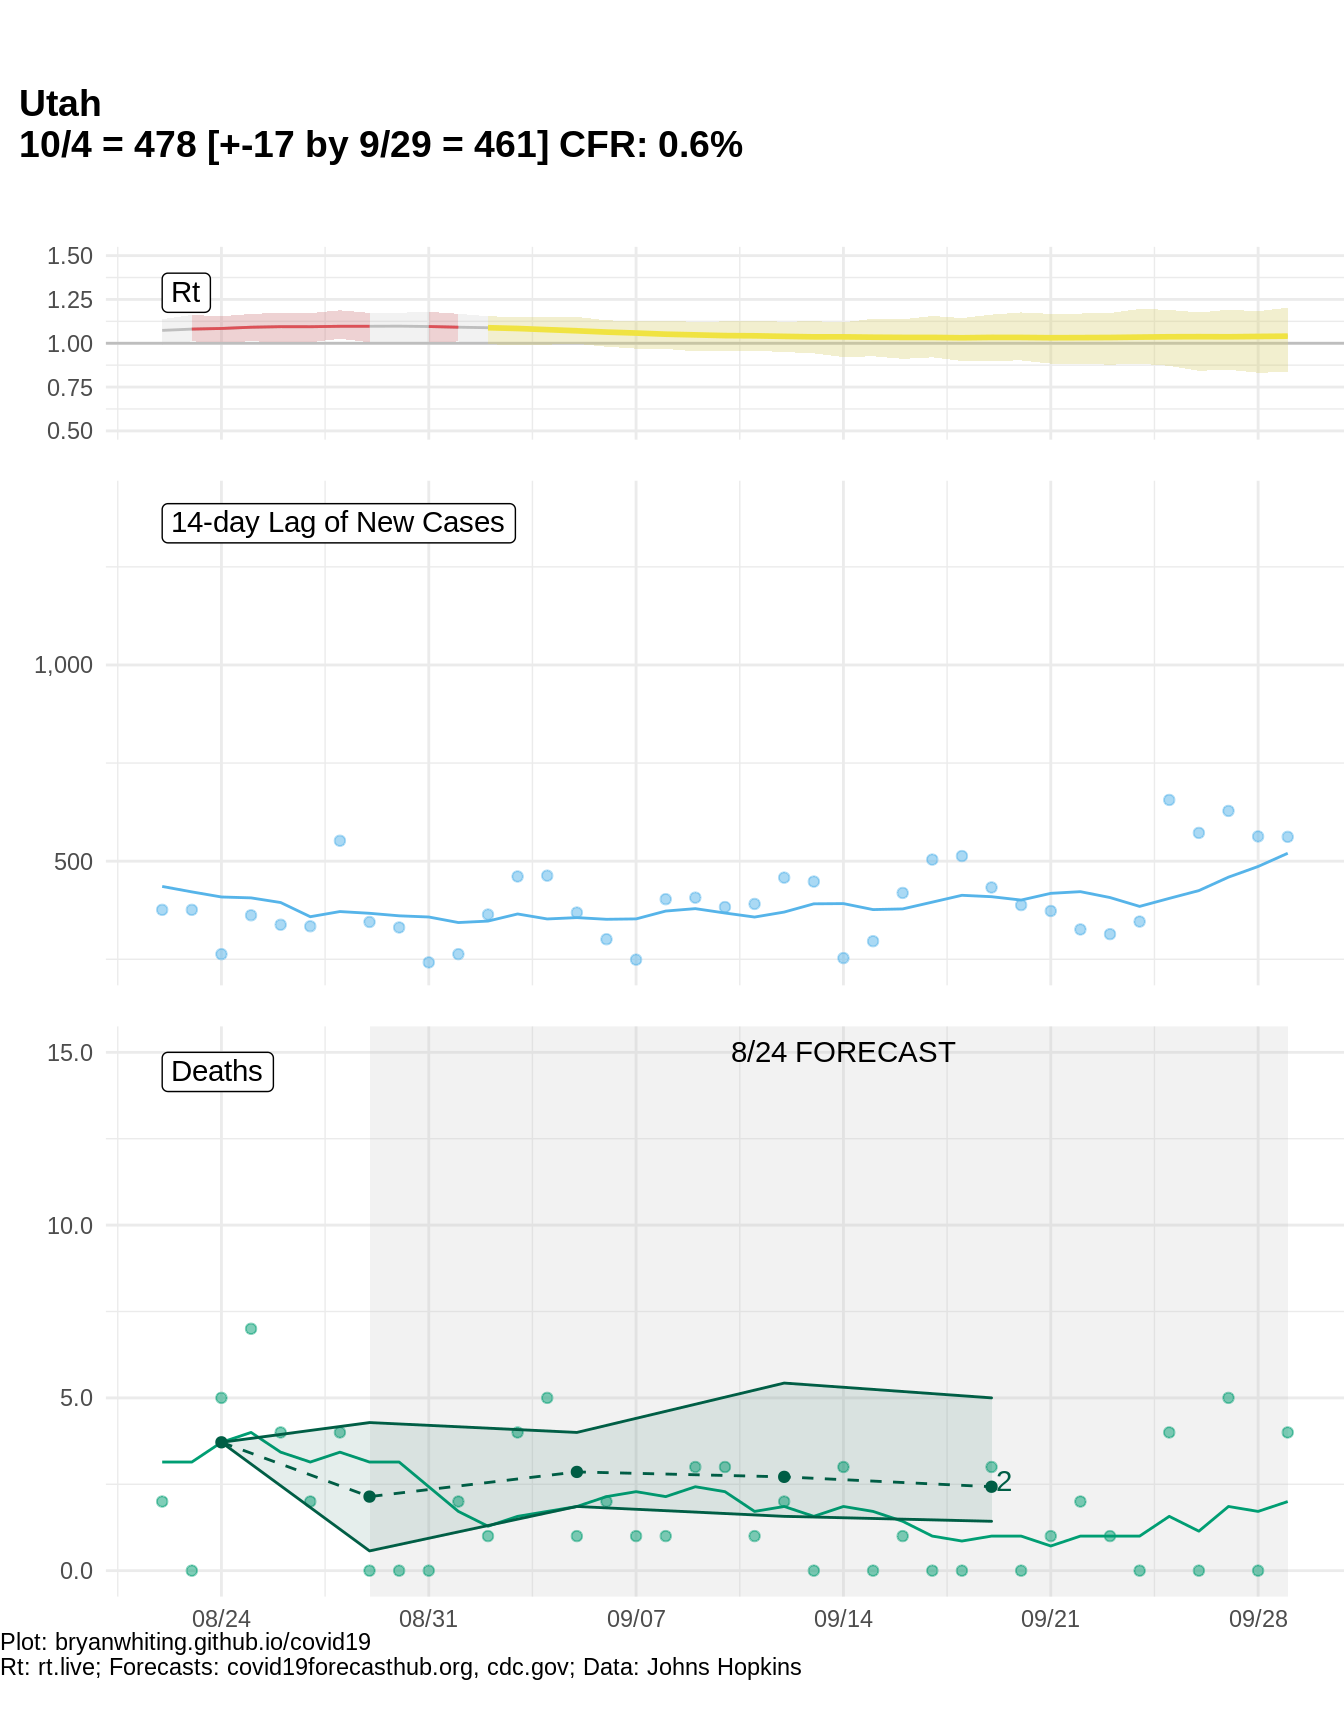 Utah
10/4 = 478 [+-17 by 9/29 = 461] CFR: 0.6%
1.50
Rt
1.25
1.00
0.75
0.50
14-day Lag of New Cases
1,000
500
8/24 FORECAST
15.0
Deaths
10.0
5.0
2
0.0
08/24 08/31 09/07 09/14 09/21 09/28
Plot: bryanwhiting.github.io/covid19
Rt: rt.live; Forecasts: covid19forecasthub.org, cdc.gov; Data: Johns Hopkins